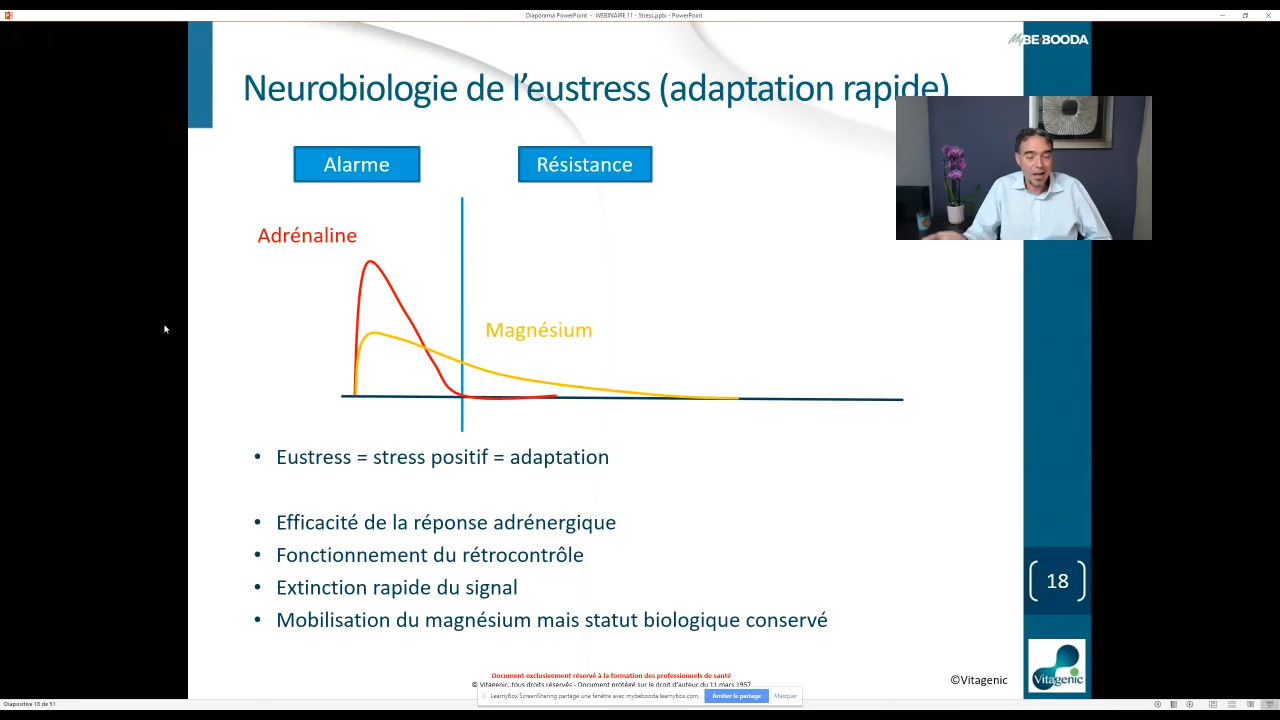 Diaporama PowerPoint - WEBINAIRE 11 - Stress.pptx - PowerPoint
MyBE•BOODA
Neurobiologie de l'eustress (adaptation rapide)
Alarme
Résistance
Adrénaline
Magnésium
• Eustress = stress positif = adaptation
• Efficacité de la réponse adrénergique
• Fonctionnement du rétrocontrôle
• Extinction rapide du signal
• Mobilisation du magnésium mais statut biologique conservé
18
Document exclusivement réservé à la formation des professionnels de santé
© Vitagenic, tous droits réservés - Document protégé sur le droit d'auteur du 11 mars 1957
©Vitagenic
Vitagenic
LearnyBox ScreenSharing partage une fenêtre avec mybebooda.learnybox.com.
Arrêter le partage
Masquer
Diapositive 18 de 51